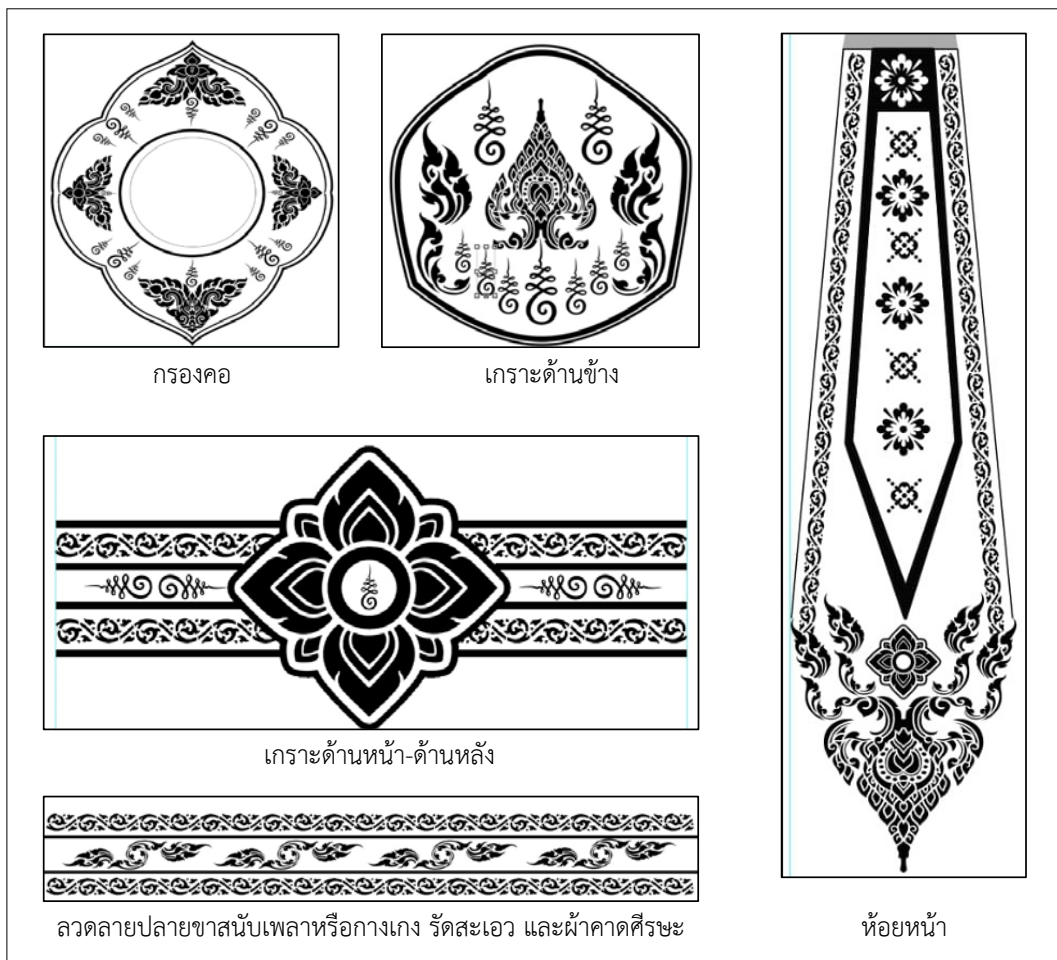 กรองคอ
เกราะด้านข้าง
เกราะด้านหน้า-ด้านหลัง
ลวดลายปลายขาสนับเพลาหรือกางเกง รัดสะเอว และผ้าคาดศีรษะ
ห้อยหน้า